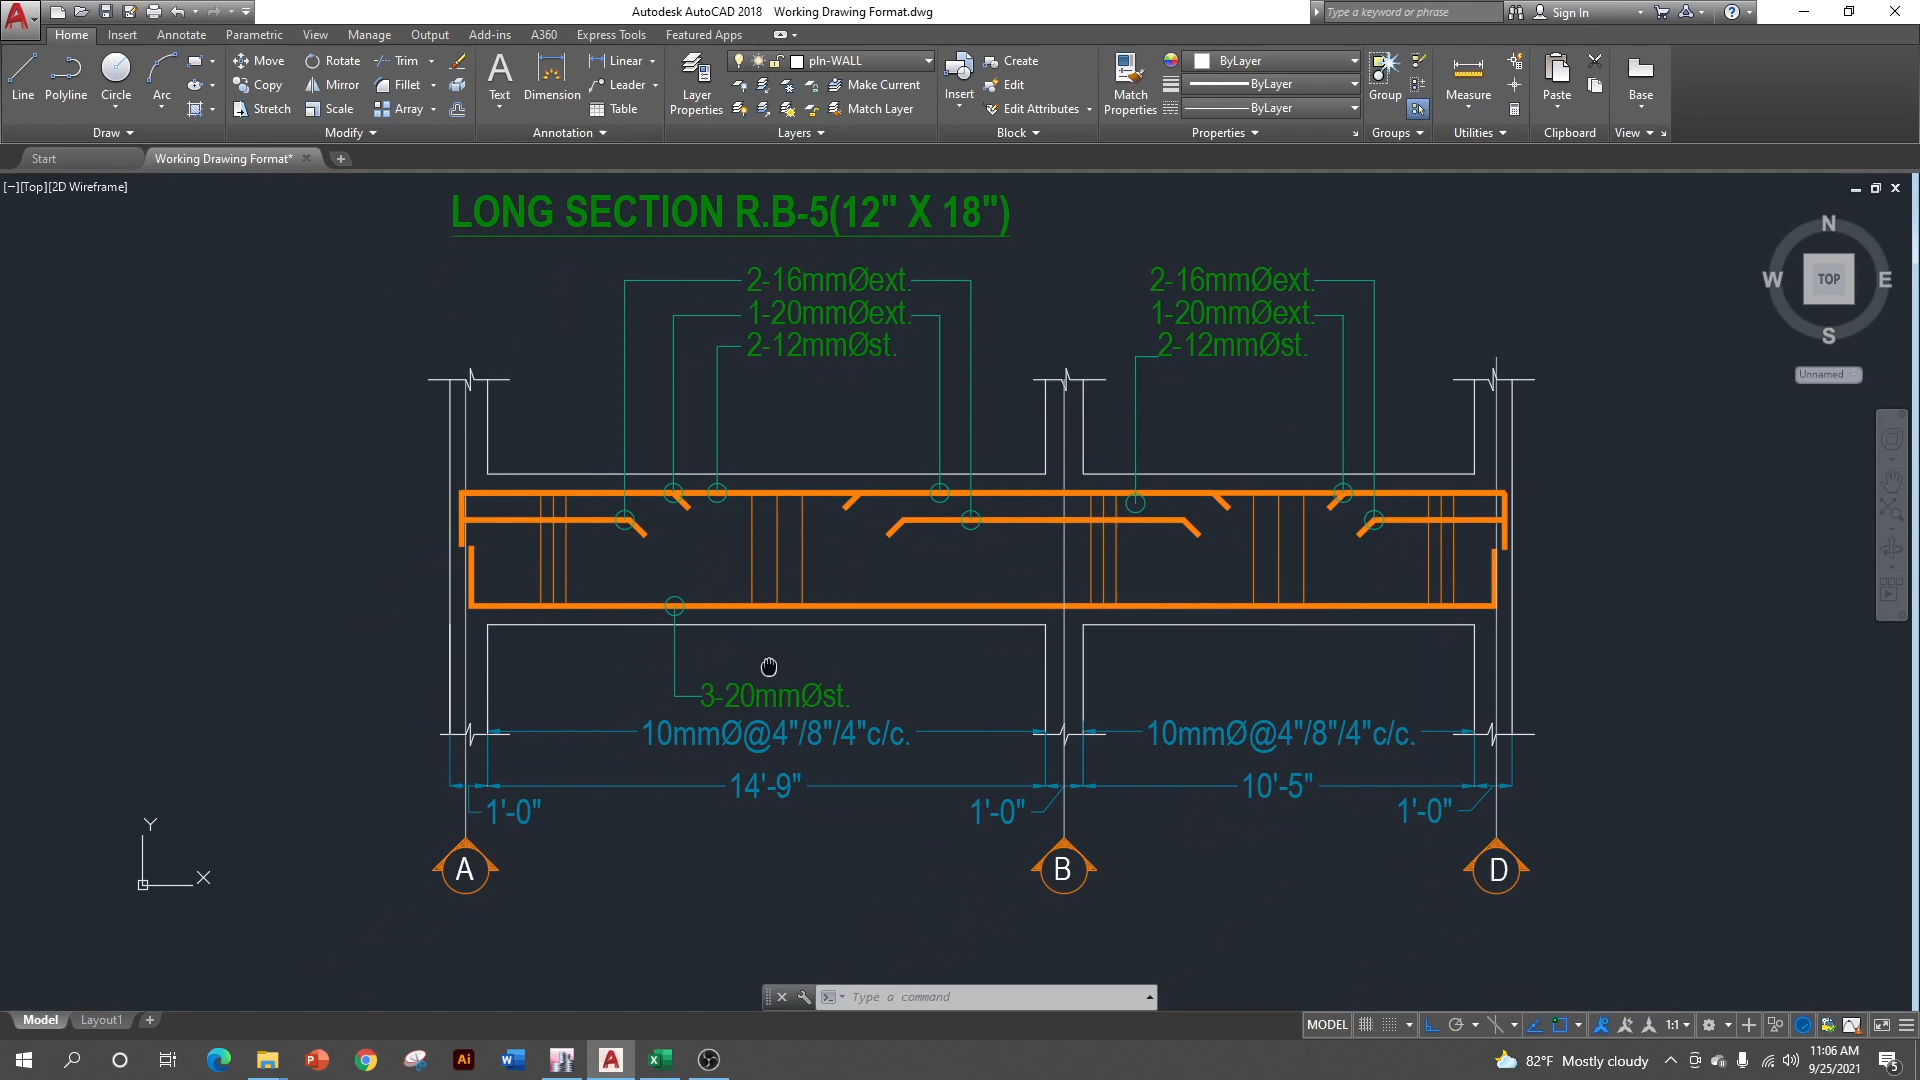 Autodesk AutoCAD 2018 Working Drawing Format.dwg
Type a keyword or phrase
Sign In
Home Insert Annotate Parametric View Manage Output Add-ins A360 Express Tools Featured Apps
Line Polyline Circle Arc
Move Rotate Trim
Copy Mirror Fillet
Stretch Scale Array
Text Dimension
Linear
Leader
Table
Layer Properties
pln-WALL
Make Current
Match Layer
Insert
Create
Edit
Edit Attributes
Match Properties
ByLayer
ByLayer
ByLayer
Group
Measure
Paste
Base
Draw Modify Annotation Layers Block Properties Groups Utilities Clipboard View
Start Working Drawing Format*
[−][Top][2D Wireframe]
LONG SECTION R.B-5(12" X 18")
N
W TOP E
S
Unnamed
2-16mmØext. 2-16mmØext.
1-20mmØext. 1-20mmØext.
2-12mmØst. 2-12mmØst.
3-20mmØst.
10mmØ@4"/8"/4"c/c. 10mmØ@4"/8"/4"c/c.
14'-9" 10'-5"
1'-0" 1'-0" 1'-0"
A B D
Y
X
Type a command
Model Layout1
MODEL 1:1
82°F Mostly cloudy
11:06 AM
9/25/2021
5